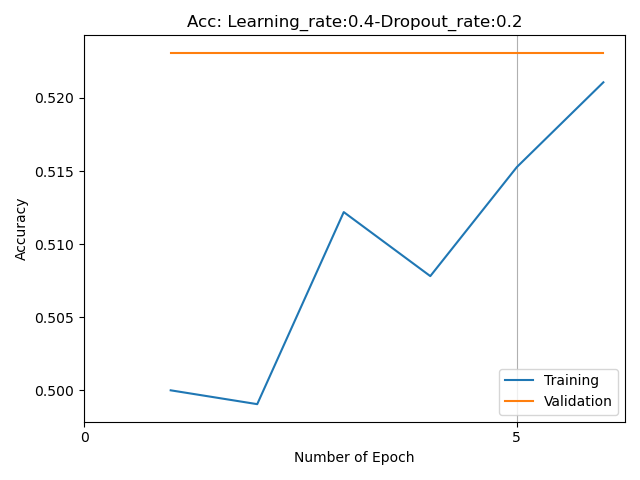 Acc: Learning_rate:0.4-Dropout_rate:0.2
0.520
0.515
0.510
0.505
0.500
Accuracy
0
5
Number of Epoch
Training
Validation